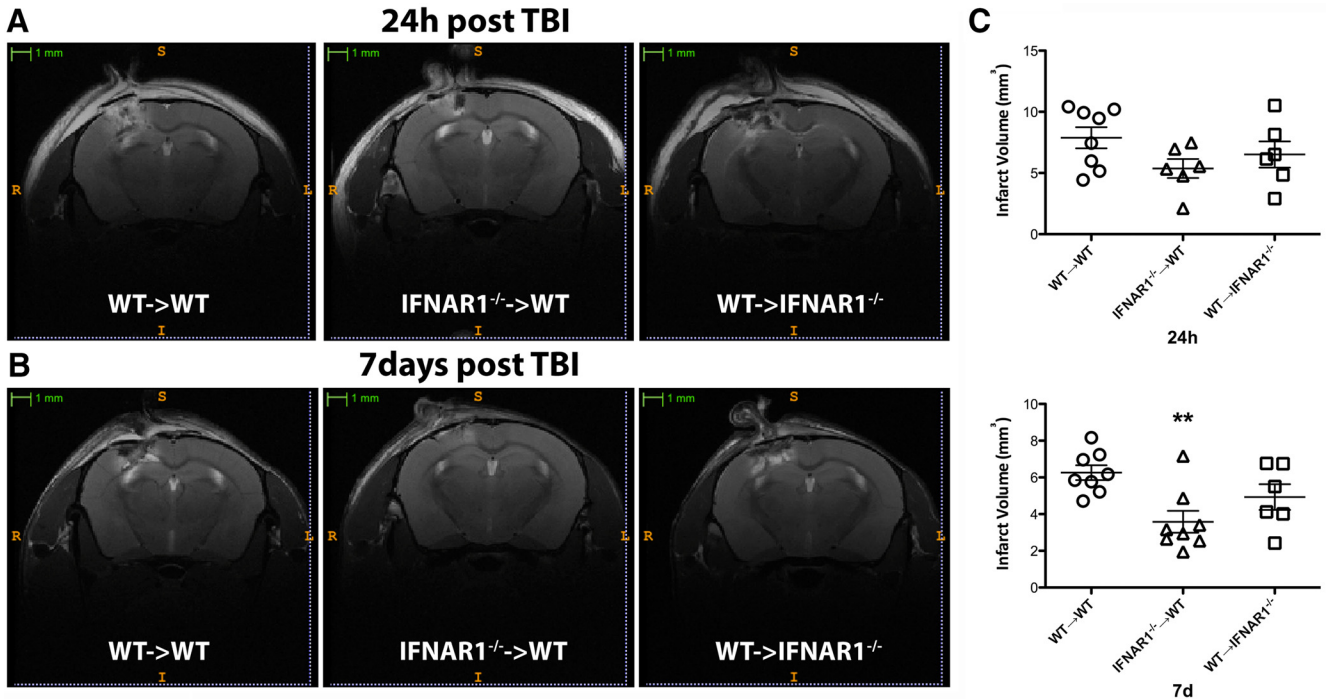 A
24h post TBI
1 mm
S
R
WT->WT
I
1 mm
S
L
IFNAR1-/-->WT
I
1 mm
S
L
WT->IFNAR1-/-
I
B
7days post TBI
1 mm
S
R
L
WT->WT
I
1 mm
S
R
L
IFNAR1-/-->WT
I
1 mm
S
R
L
WT->IFNAR1-/-
I
C
Infarct Volume (mm³)
15
10
5
0
WT→WT
IFNAR1-/-→WT
WT→IFNAR1-/-
24h
Infarct Volume (mm³)
10
8
6
4
2
0
**
WT→WT
IFNAR1-/-→WT
WT→IFNAR1-/-
7d